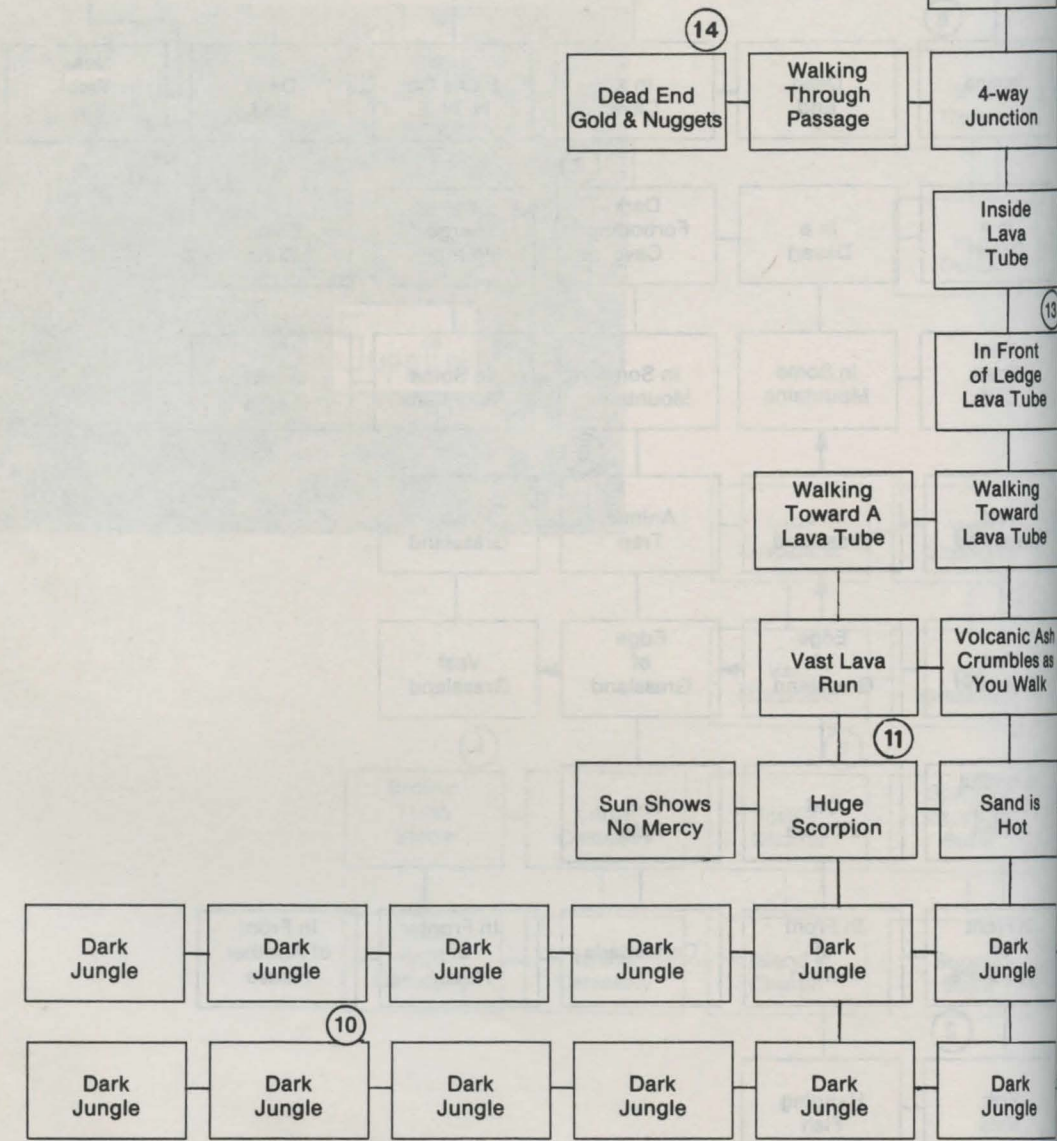 14
Dead End
Gold & Nuggets
Walking
Through
Passage
4-way
Junction
Inside
Lava
Tube
13
In Front
of Ledge
Lava Tube
Walking
Toward A
Lava Tube
Walking
Toward
Lava Tube
Vast Lava
Run
Volcanic Ash
Crumbles as
You Walk
11
Sun Shows
No Mercy
Huge
Scorpion
Sand is
Hot
Dark
Jungle
Dark
Jungle
Dark
Jungle
Dark
Jungle
Dark
Jungle
Dark
Jungle
10
Dark
Jungle
Dark
Jungle
Dark
Jungle
Dark
Jungle
Dark
Jungle
Dark
Jungle